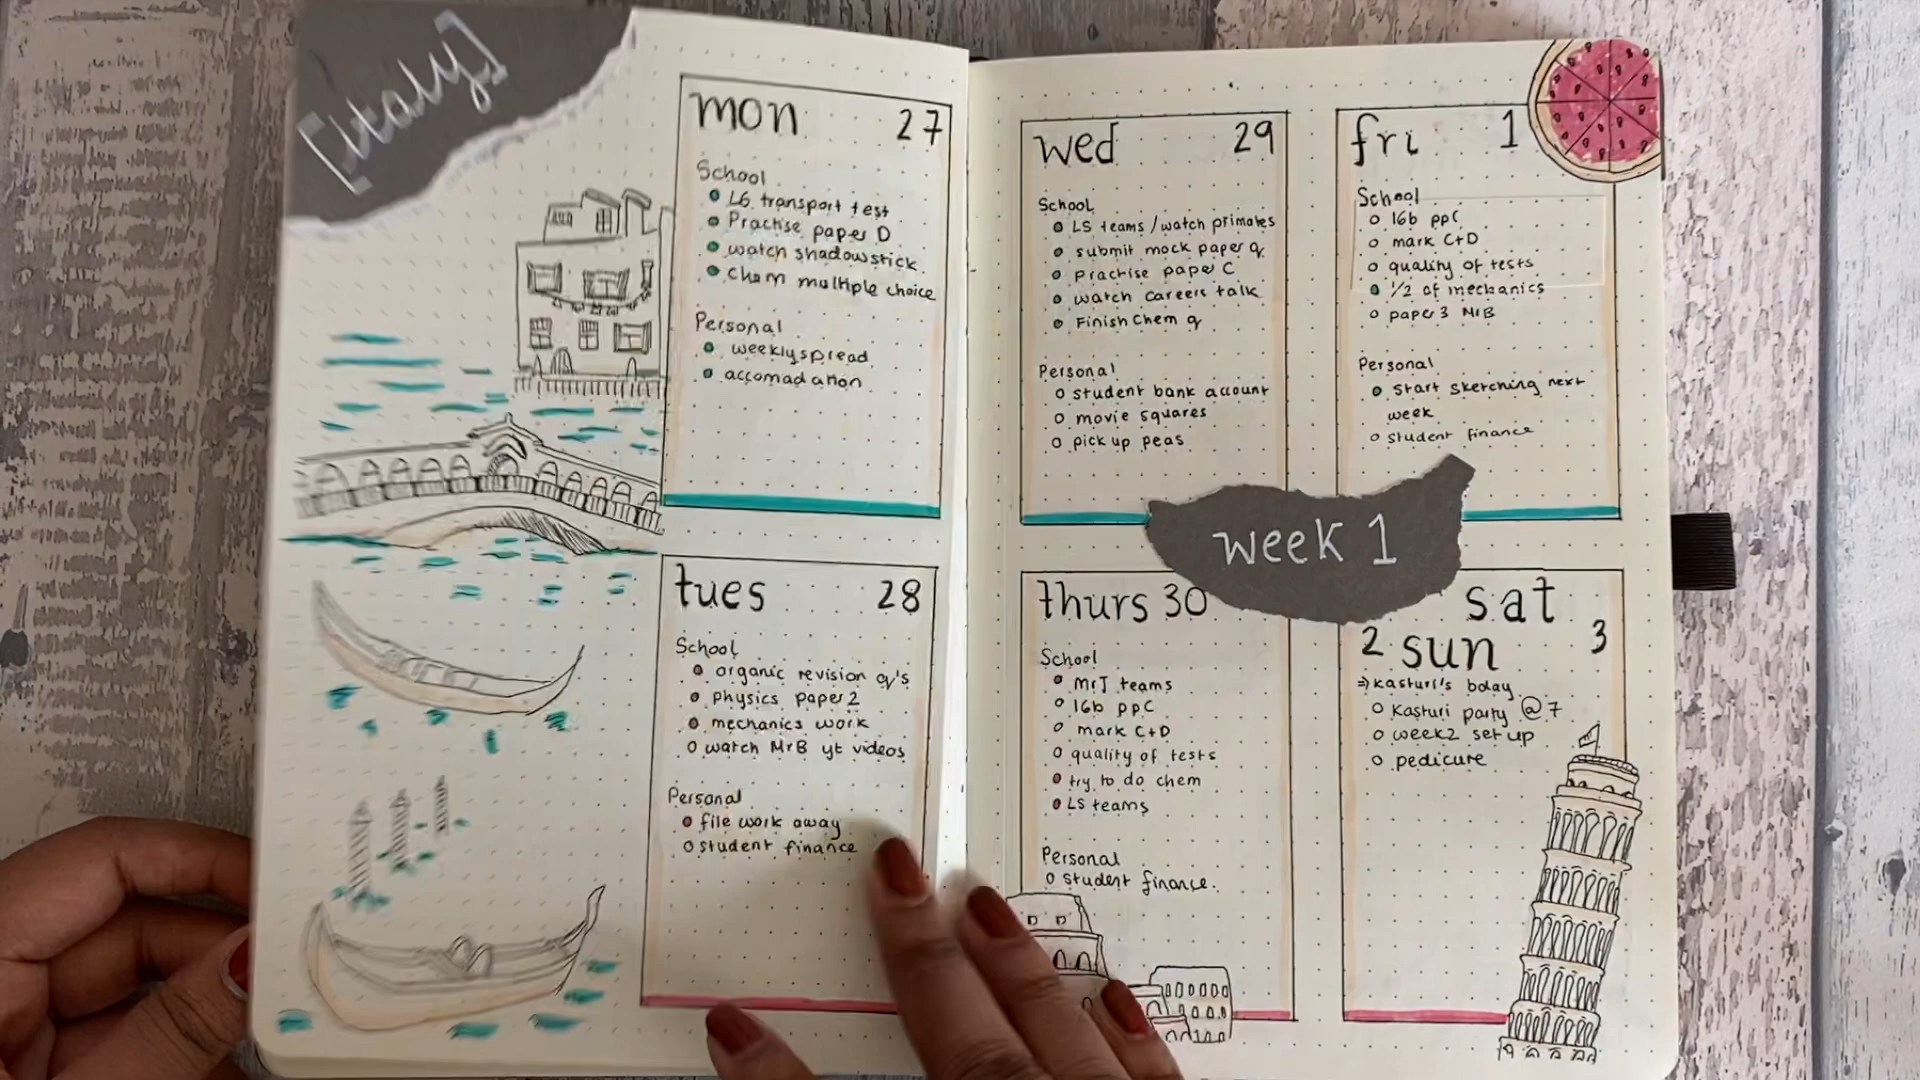 [italy]
mon 27
School
L6 transport test
Practise paper D
watch shadowstick
chem multiple choice
Personal
weekly spread
accomadation
tues 28
School
organic revision q's
physics paper 2
mechanics work
watch MrB yt videos
Personal
file work away
student finance
wed 29
School
LS teams/watch primates
submit mock paper q
practise paper C
watch careers talk
Finish Chem q
Personal
student bank account
movie squares
pick up peas
thurs 30
School
MrJ teams
16b ppC
mark C+D
quality of tests
try to do chem
LS teams
Personal
student finance.
fri 1
School
16b ppC
mark C+D
quality of tests
1/2 of mechanics
paper 3 MrB
Personal
start sketching next
week
student finance
week 1
sat
2 sun 3
⇒ Kasturi's bday
Kasturi party @7
week2 set up
pedicure